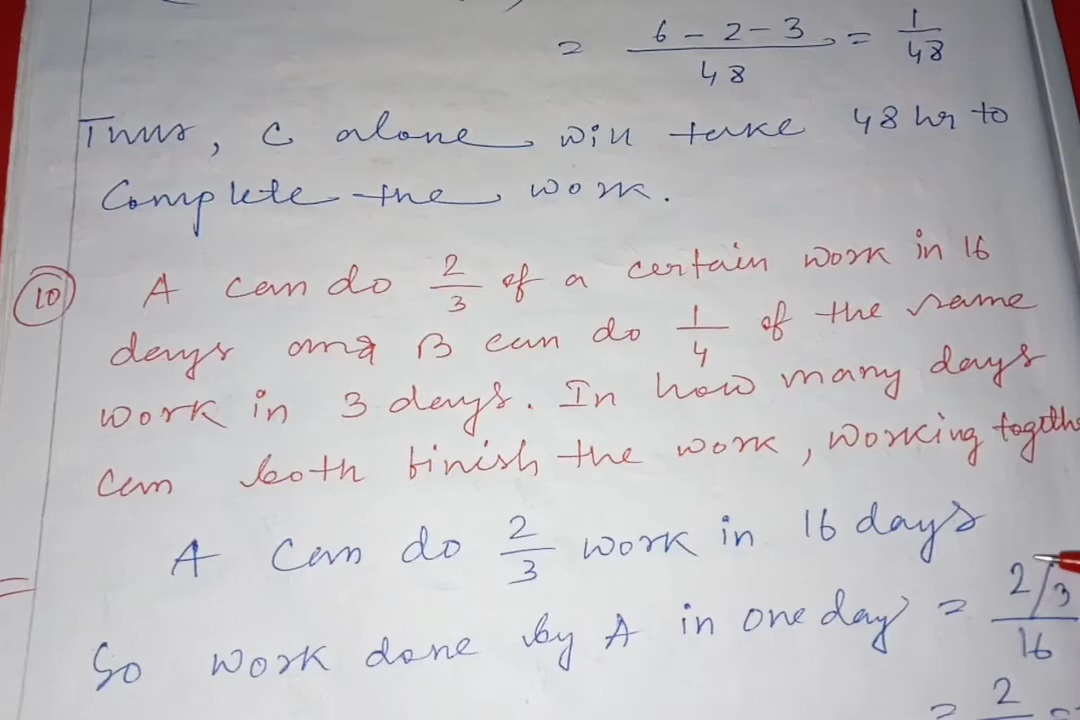 = 6 - 2 - 3 / 48 = 1 / 48
Thus, C alone will take 48 hr to
Complete the work.
10 A can do 2/3 of a certain work in 16
days and B can do 1/4 of the same
work in 3 days. In how many days
can both finish the work, working togethe
A can do 2/3 work in 16 days
So work done by A in one day = 2/3 / 16
= 2